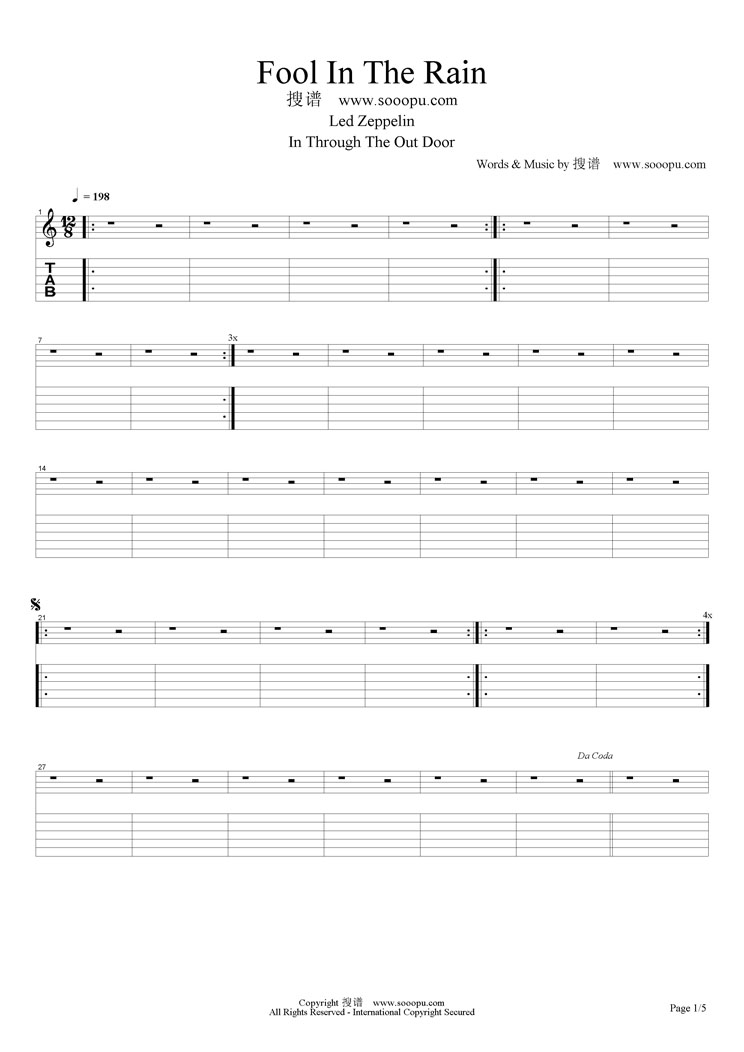 Fool In The Rain
搜谱 www.sooopu.com
Led Zeppelin
In Through The Out Door
Words & Music by 搜谱 www.sooopu.com
= 198
1
12
8
T
A
B
7
3x
14
21
4x
27
Da Coda
Copyright 搜谱 www.sooopu.com
All Rights Reserved - International Copyright Secured
Page 1/5